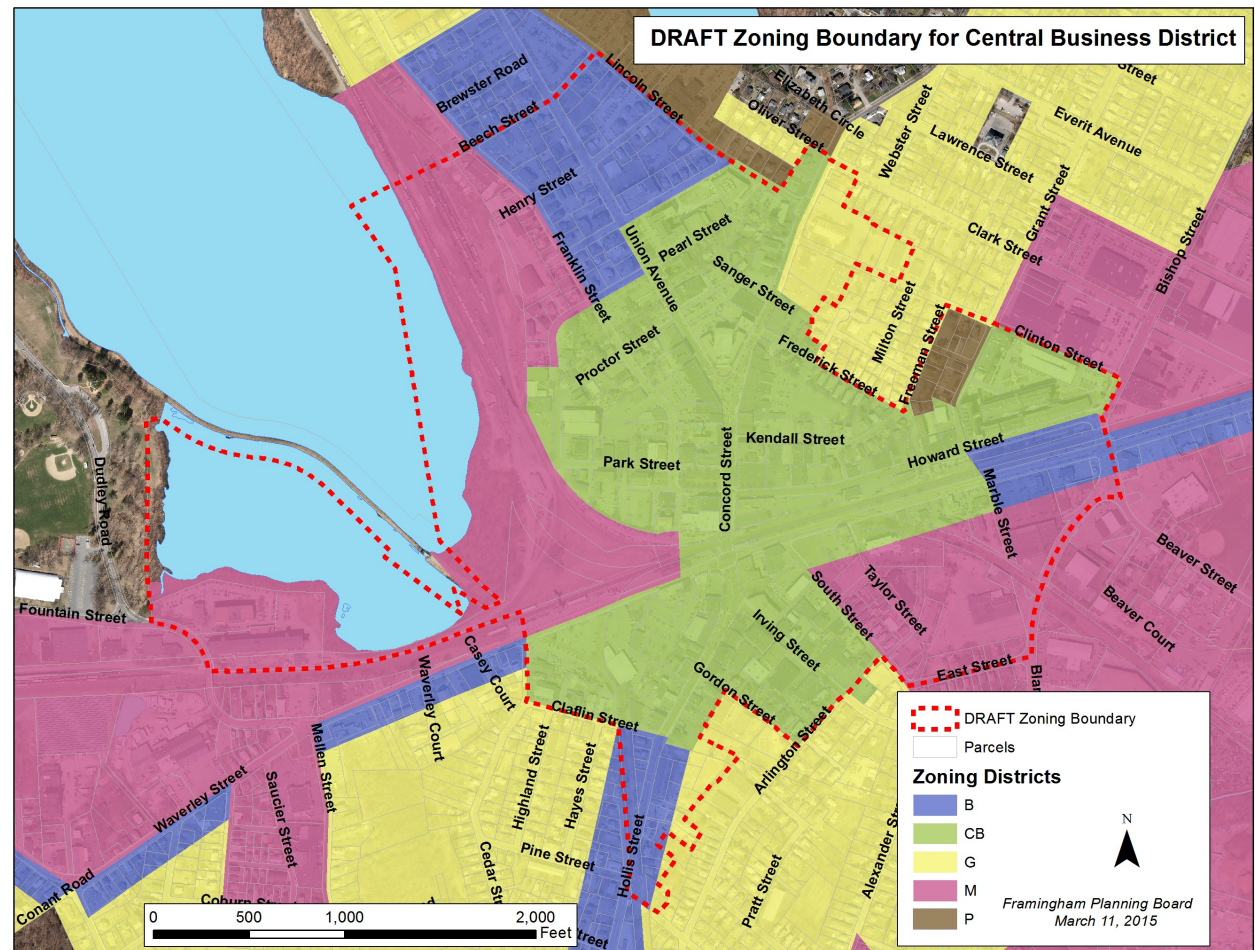 DRAFT Zoning Boundary for Central Business District
Street
Brewster Road
Lincoln Street
Elizabeth Circle
Oliver Street
Beech Street
Webster Street
Lawrence Street
Everit Avenue
Grant Street
Henry Street
Clark Street
Bishop Street
Union Avenue
Pearl Street
Franklin Street
Sanger Street
Proctor Street
Milton Street
Frederick Street
Freeman Street
Clinton Street
Kendall Street
Park Street
Concord Street
Howard Street
Marble Street
Dudley Road
Beaver Street
Beaver Court
Fountain Street
South Street
Taylor Street
Irving Street
East Street
Gordon Street
Waverley Court
Casey Court
Claflin Street
Arlington Street
Highland Street
Hayes Street
Mellen Street
Waverley Street
Saucier Street
Hollis Street
Pine Street
Pratt Street
Conant Road
Street
DRAFT Zoning Boundary
Parcels
Zoning Districts
B
CB
G
M
P
N
Framingham Planning Board
March 11, 2015
0 500 1,000 2,000
Feet